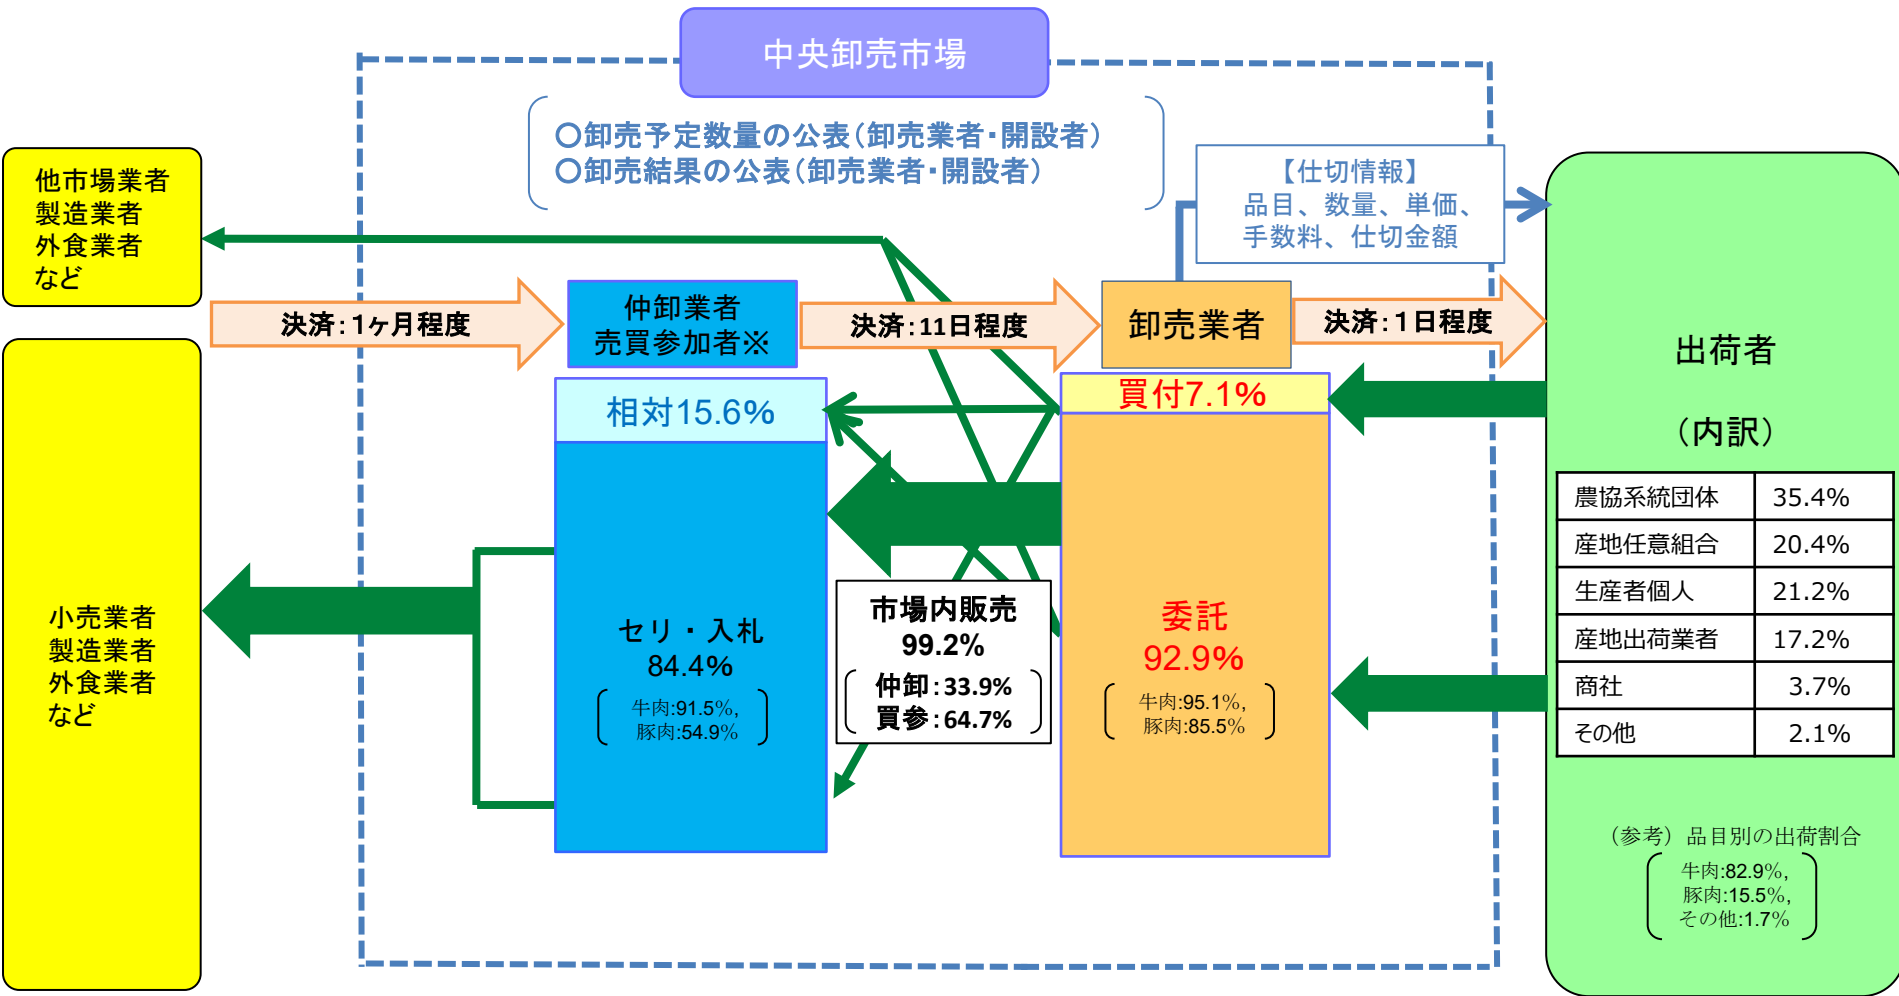 中央卸売市場
〇卸売予定数量の公表（卸売業者・開設者）
〇卸売結果の公表（卸売業者・開設者）
【仕切情報】
品目、数量、単価、
手数料、仕切金額
他市場業者
製造業者
外食業者
など
決済：１ヶ月程度
仲卸業者
売買参加者※
決済：11日程度
卸売業者
決済：１日程度
出荷者
（内訳）
農協系統団体 35.4%
産地任意組合 20.4%
生産者個人 21.2%
産地出荷業者 17.2%
商社 3.7%
その他 2.1%
（参考）品目別の出荷割合
牛肉:82.9%,
豚肉:15.5%,
その他:1.7%
相対15.6%
買付7.1%
小売業者
製造業者
外食業者
など
セリ・入札
84.4%
牛肉:91.5%,
豚肉:54.9%
市場内販売
99.2%
仲卸：33.9%
買参：64.7%
委託
92.9%
牛肉:95.1%,
豚肉:85.5%